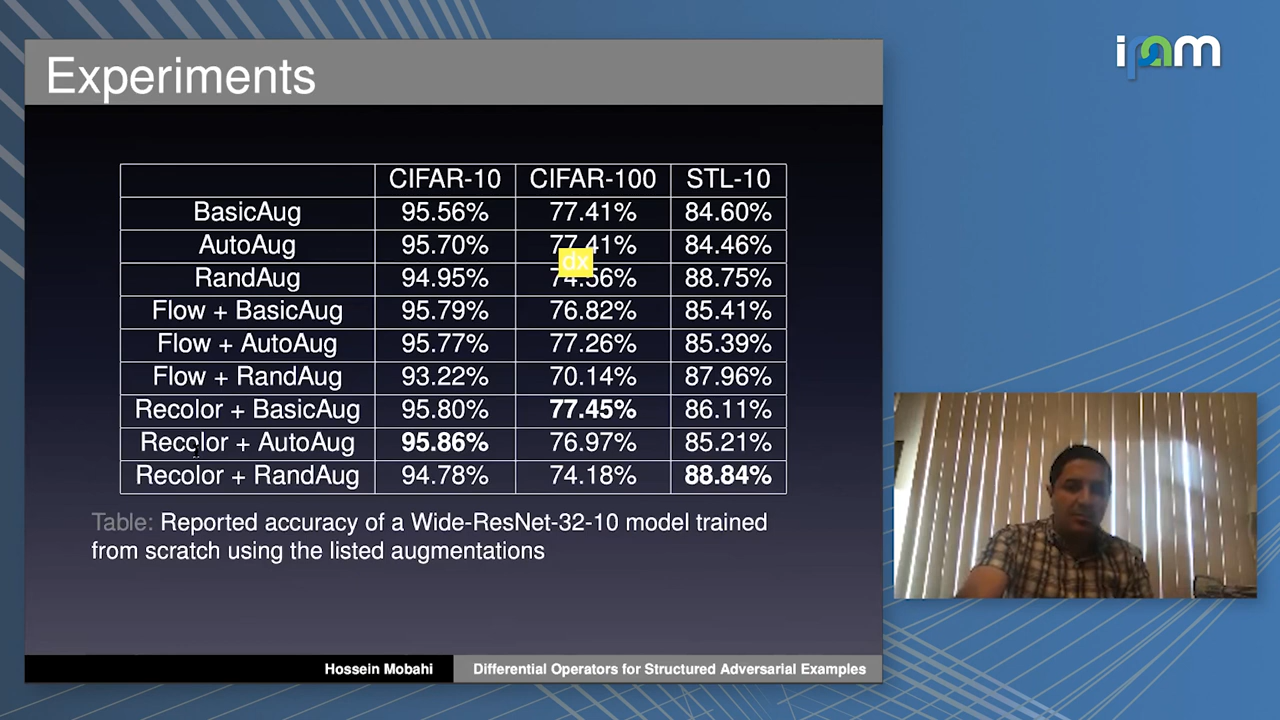 Experiments
ipam
CIFAR-10 CIFAR-100 STL-10
BasicAug 95.56% 77.41% 84.60%
AutoAug 95.70% 77.41% 84.46%
dx
RandAug 94.95% 74.56% 88.75%
Flow + BasicAug 95.79% 76.82% 85.41%
Flow + AutoAug 95.77% 77.26% 85.39%
Flow + RandAug 93.22% 70.14% 87.96%
Recolor + BasicAug 95.80% 77.45% 86.11%
Recolor + AutoAug 95.86% 76.97% 85.21%
Recolor + RandAug 94.78% 74.18% 88.84%
Table: Reported accuracy of a Wide-ResNet-32-10 model trained
from scratch using the listed augmentations
Hossein Mobahi Differential Operators for Structured Adversarial Examples